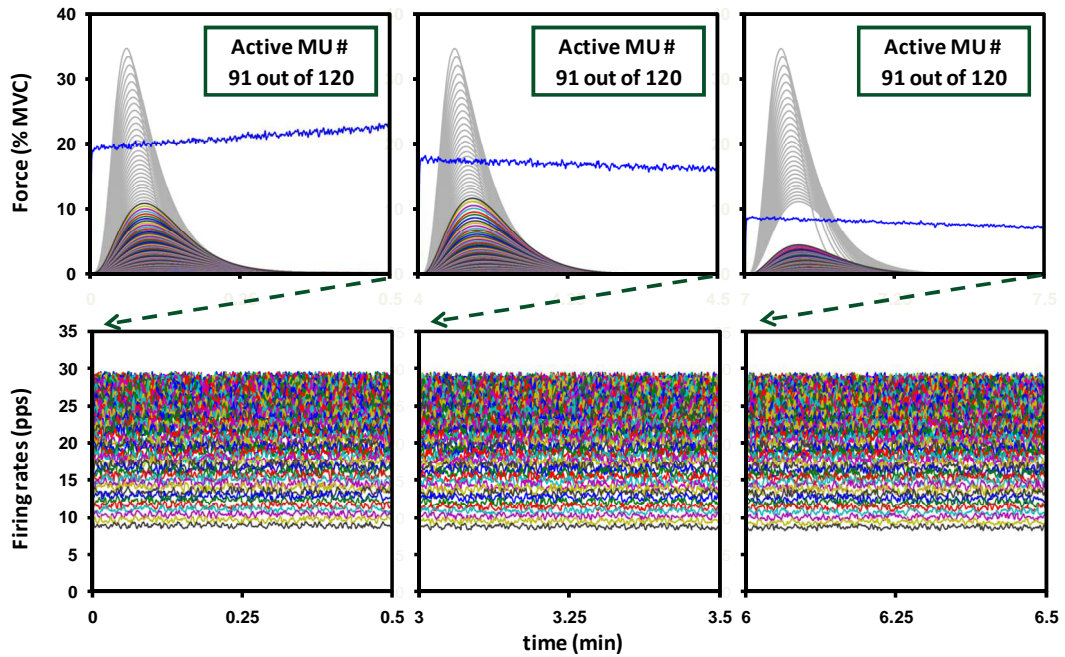 40
30
20
10
0
Force (% MVC)
Active MU #
91 out of 120
Active MU #
91 out of 120
Active MU #
91 out of 120
0 0.25 0.5
4 4.5
7 7.5
35
30
25
20
15
10
5
0
Firing rates (pps)
0 0.25 0.5
3 3.25 3.5
6 6.25 6.5
time (min)